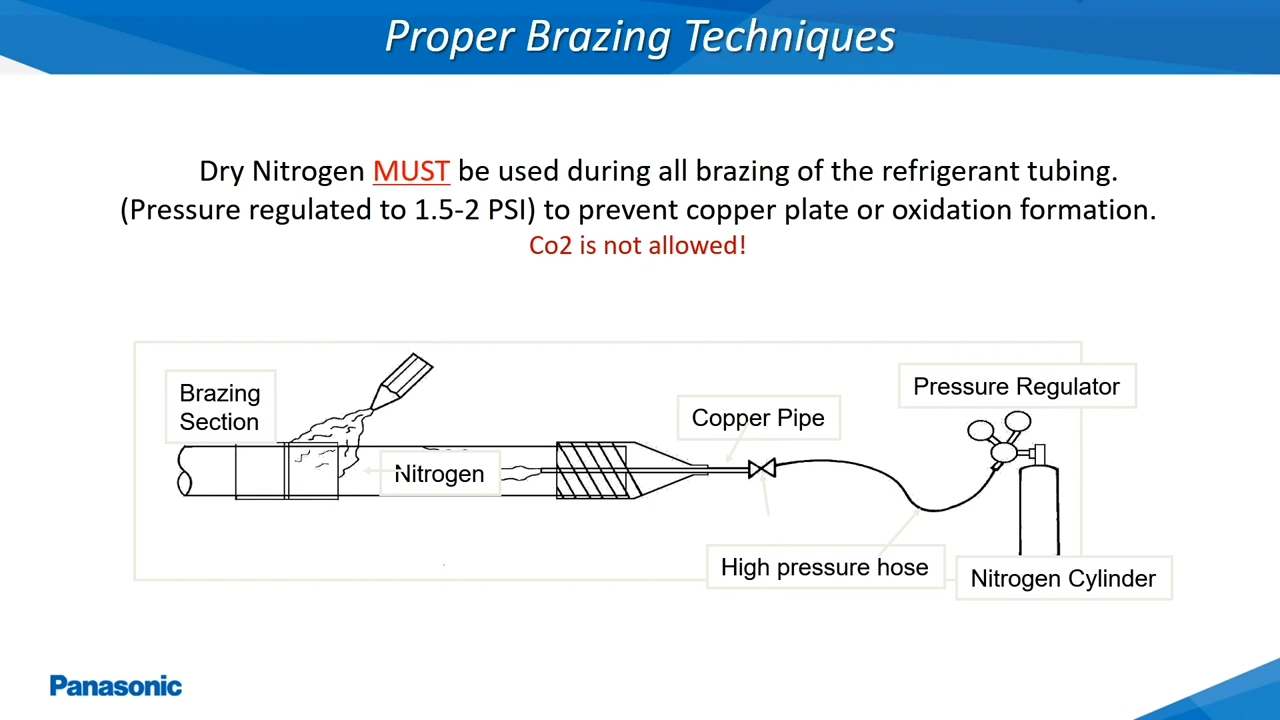 Proper Brazing Techniques
Dry Nitrogen MUST be used during all brazing of the refrigerant tubing.
(Pressure regulated to 1.5-2 PSI) to prevent copper plate or oxidation formation.
Co2 is not allowed!
Brazing
Section
Nitrogen
Copper Pipe
Pressure Regulator
High pressure hose
Nitrogen Cylinder
Panasonic